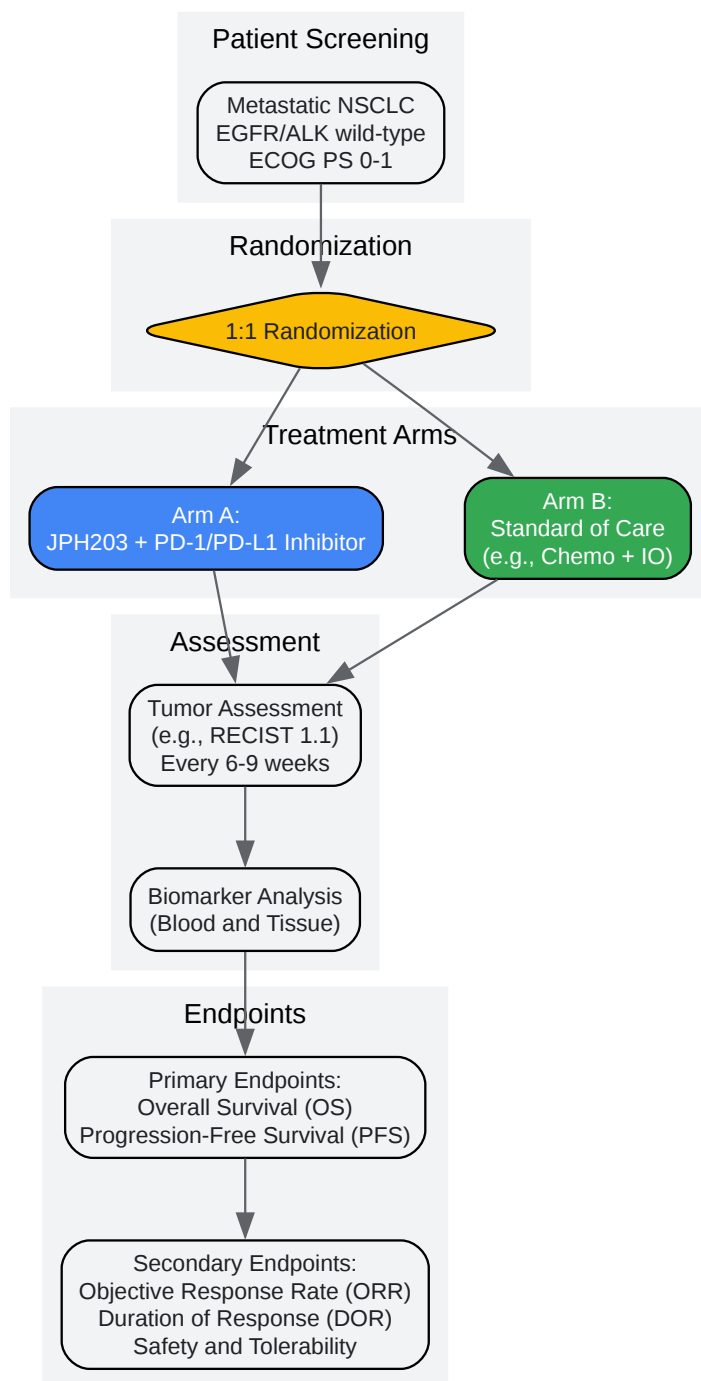 Patient Screening
Metastatic NSCLC
EGFR/ALK wild-type
ECOG PS 0-1
Randomization
1:1 Randomization
Treatment Arms
Arm A:
JPH203 + PD-1/PD-L1 Inhibitor
Arm B:
Standard of Care
(e.g., Chemo + IO)
Assessment
Tumor Assessment
(e.g., RECIST 1.1)
Every 6-9 weeks
Biomarker Analysis
(Blood and Tissue)
Endpoints
Primary Endpoints:
Overall Survival (OS)
Progression-Free Survival (PFS)
Secondary Endpoints:
Objective Response Rate (ORR)
Duration of Response (DOR)
Safety and Tolerability